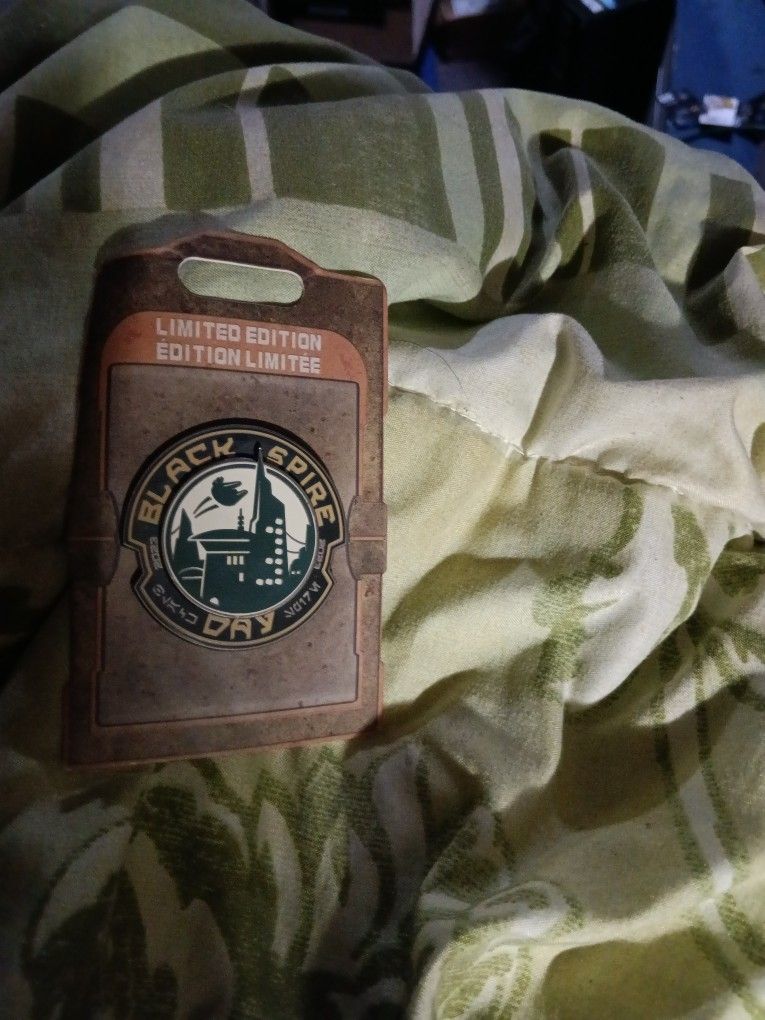 LIMITED EDITION
ÉDITION LIMITÉE
BLACK SPIRE
DAY